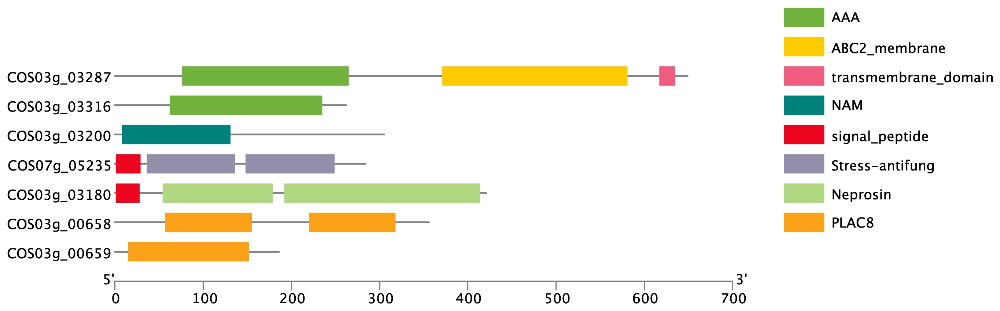 AAA
ABC2_membrane
transmembrane_domain
NAM
signal_peptide
Stress-antifung
Neprosin
PLAC8
COS03g_03287
COS03g_03316
COS03g_03200
COS07g_05235
COS03g_03180
COS03g_00658
COS03g_00659
5' 3'
0 100 200 300 400 500 600 700